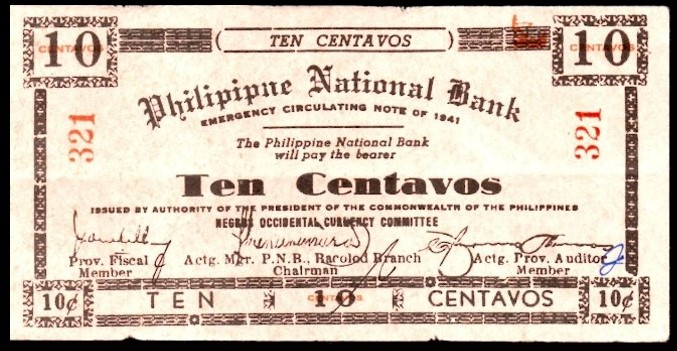 10 CENTAVOS
TEN CENTAVOS
10 CENTAVOS
Philipipne National Bank
EMERGENCY CIRCULATING NOTE OF 1941
321
321
The Philippine National Bank
will pay the bearer
Ten Centavos
ISSUED BY AUTHORITY OF THE PRESIDENT OF THE COMMONWEALTH OF THE PHILIPPINES
NEGROS OCCIDENTAL CURRENCY COMMITTEE
Prov. Fiscal
Member
Actg. Mgr. P.N.B., Bacolod Branch
Chairman
Actg. Prov. Auditor
Member
10¢
TEN
10 CENTAVOS
CENTAVOS
10¢